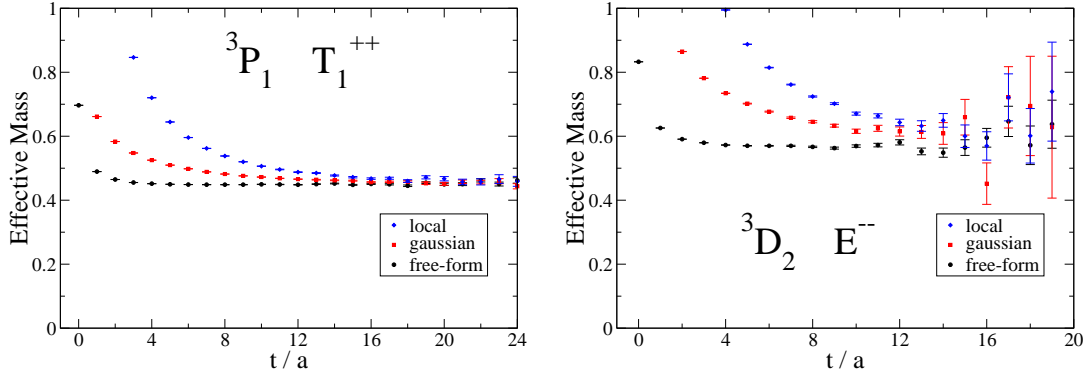 ³P₁ T₁⁺⁺
Effective Mass
1
0.8
0.6
0.4
0.2
0
local
gaussian
free-form
0 4 8 12 16 20 24
t / a
³D₂ E⁻⁻
Effective Mass
1
0.8
0.6
0.4
0.2
0
local
gaussian
free-form
0 4 8 12 16 20
t / a